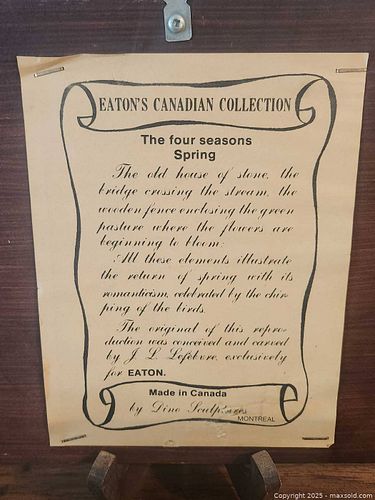 EATON'S CANADIAN COLLECTION
The four seasons
Spring
The old house of stone, the
bridge crossing the stream, the
wooden fence enclosing the green
pasture where the flowers are
beginning to bloom:
All these elements illustrate
the return of spring with its
romanticism, celebrated by the chir-
ping of the birds.
The original of this repro-
duction was conceived and carved
by J. L. Lefebvre, exclusively
for EATON.
Made in Canada
by Dino Sculptures
MONTREAL
Copyright 2025 - maxsold.com